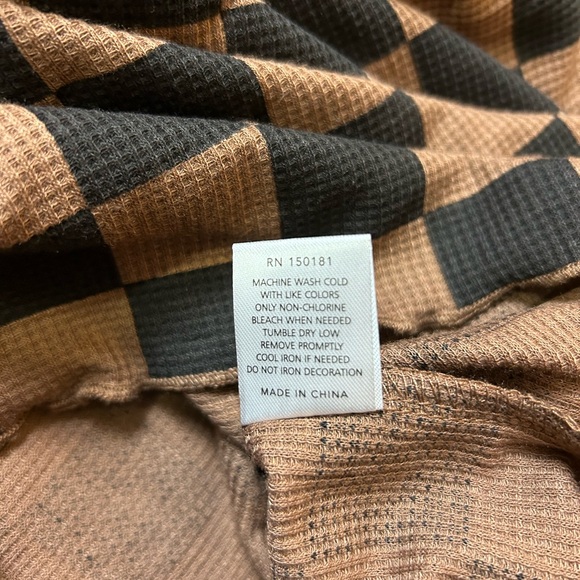 RN 150181
MACHINE WASH COLD
WITH LIKE COLORS
ONLY NON-CHLORINE
BLEACH WHEN NEEDED
TUMBLE DRY LOW
REMOVE PROMPTLY
COOL IRON IF NEEDED
DO NOT IRON DECORATION
MADE IN CHINA